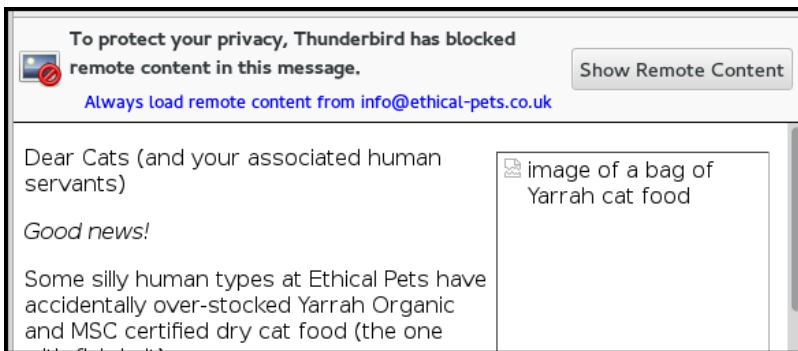 To protect your privacy, Thunderbird has blocked
remote content in this message.
Show Remote Content
Always load remote content from info@ethical-pets.co.uk
Dear Cats (and your associated human
servants)
image of a bag of
Yarrah cat food
Good news!
Some silly human types at Ethical Pets have
accidentally over-stocked Yarrah Organic
and MSC certified dry cat food (the one